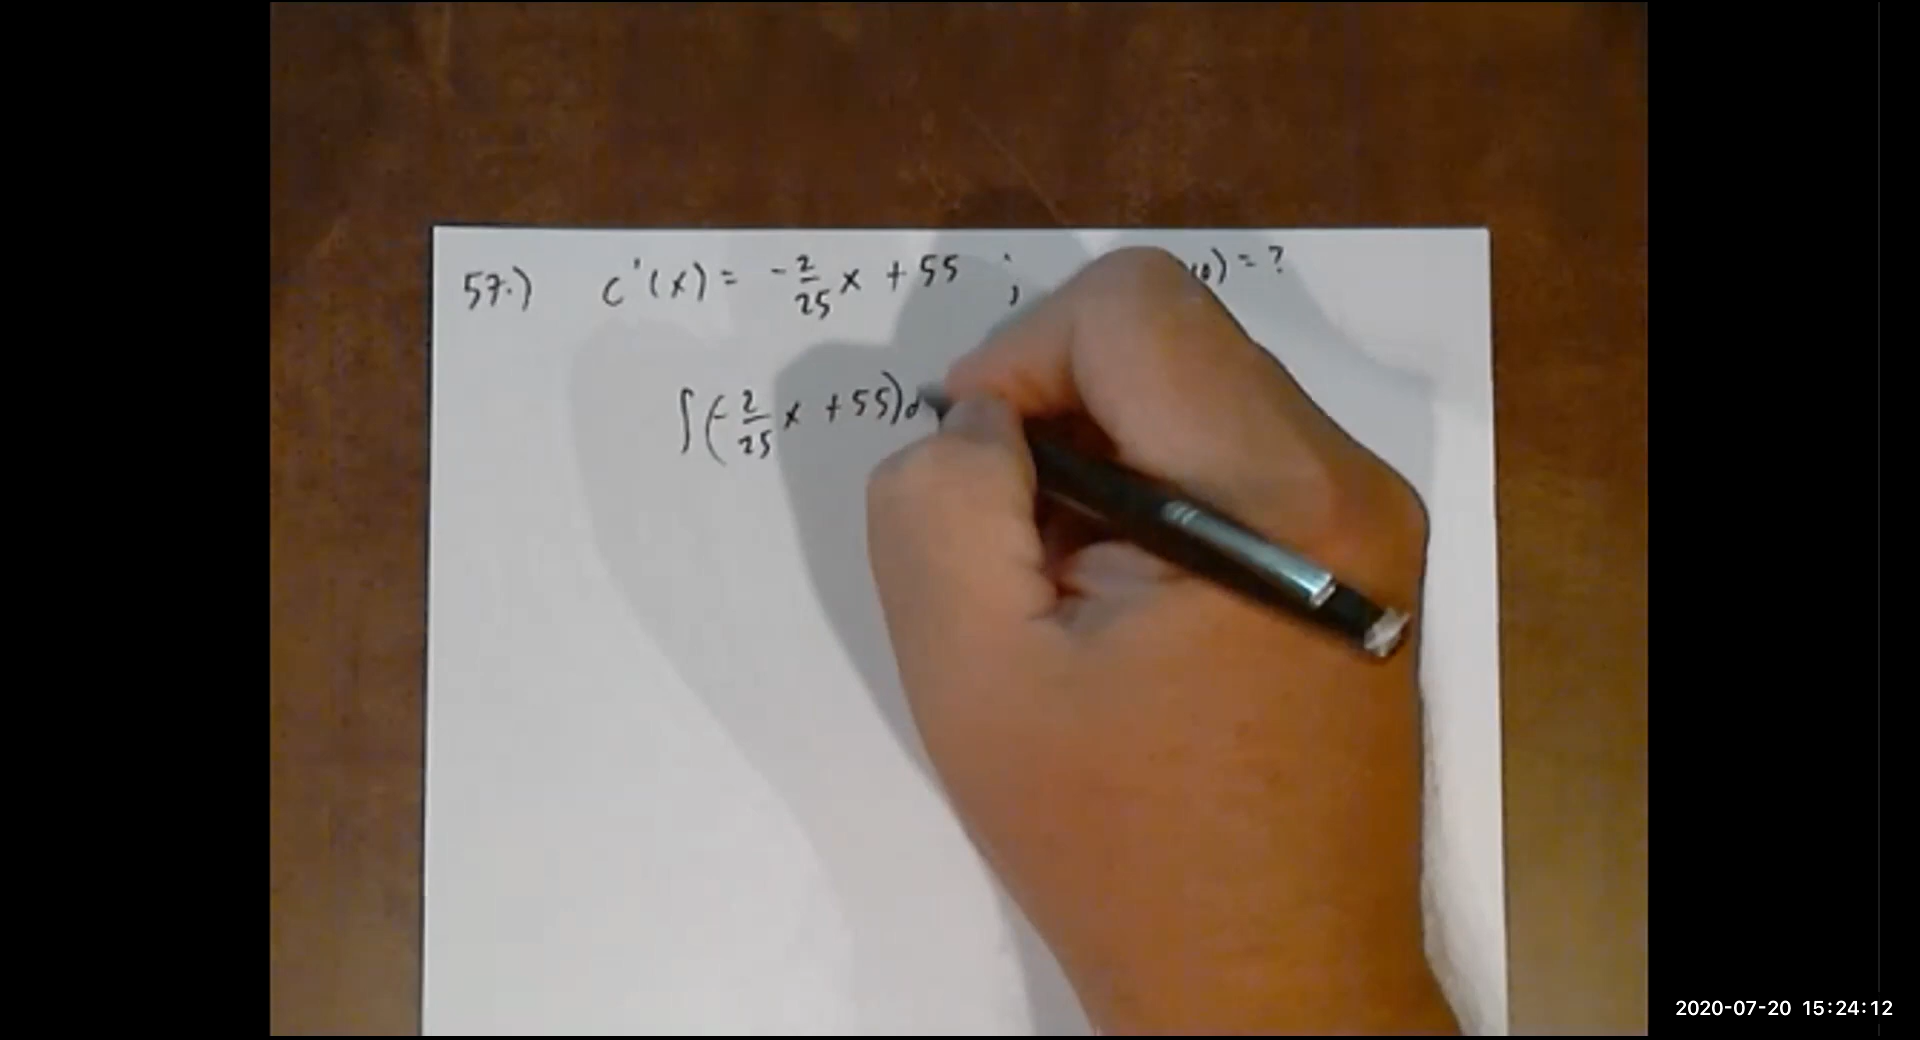 57.) C'(x) = -2/25 x + 55 ; ) = ?
∫(-2/25 x + 55)d
2020-07-20 15:24:12